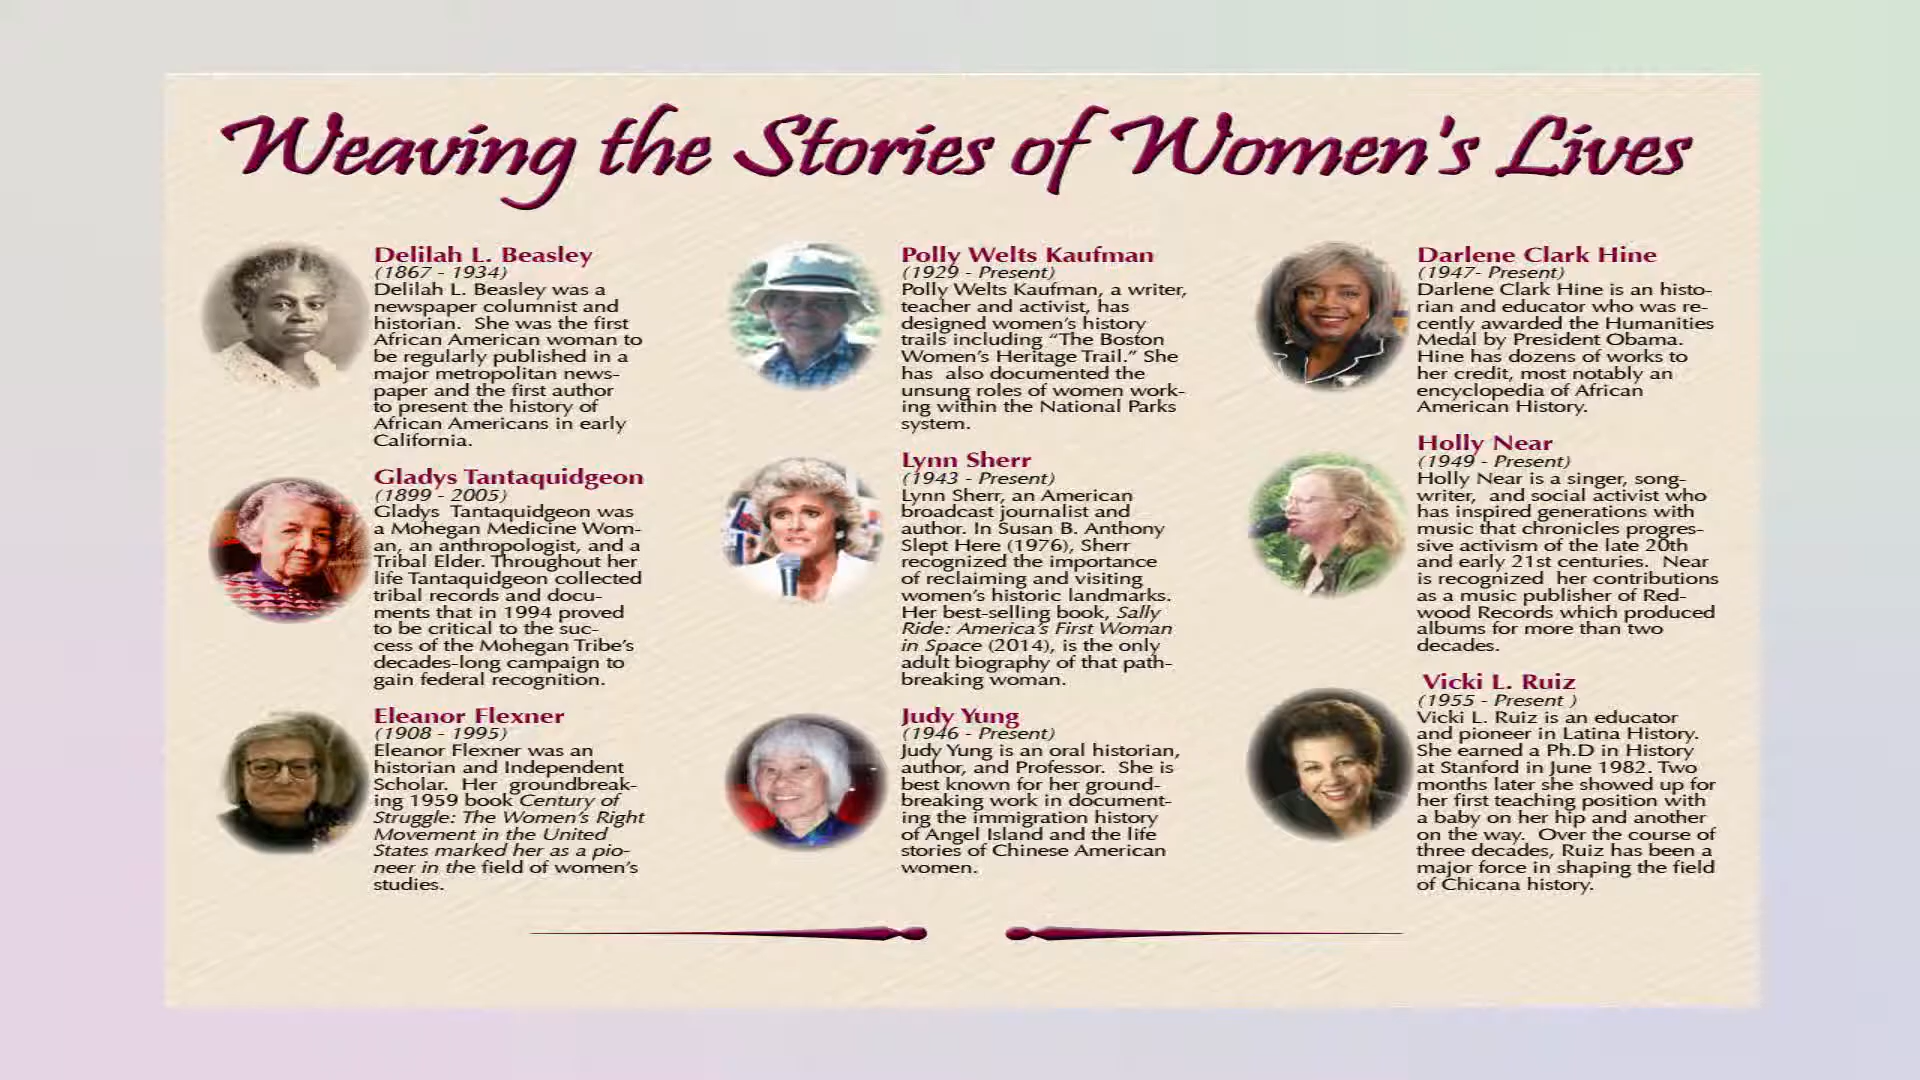 Weaving the Stories of Women's Lives
Delilah L. Beasley
(1867 - 1934)
Delilah L. Beasley was a
newspaper columnist and
historian. She was the first
African American woman to
be regularly published in a
major metropolitan news-
paper and the first author
to present the history of
African Americans in early
California.
Gladys Tantaquidgeon
(1899 - 2005)
Gladys Tantaquidgeon was
a Mohegan Medicine Wom-
an, an anthropologist, and a
Tribal Elder. Throughout her
life Tantaquidgeon collected
tribal records and docu-
ments that in 1994 proved
to be critical to the suc-
cess of the Mohegan Tribe's
decades-long campaign to
gain federal recognition.
Eleanor Flexner
(1908 - 1995)
Eleanor Flexner was an
historian and Independent
Scholar. Her groundbreak-
ing 1959 book Century of
Struggle: The Women's Right
Movement in the United
States marked her as a pio-
neer in the field of women's
studies.
Polly Welts Kaufman
(1929 - Present)
Polly Welts Kaufman, a writer,
teacher and activist, has
designed women's history
trails including "The Boston
Women's Heritage Trail." She
has also documented the
unsung roles of women work-
ing within the National Parks
system.
Lynn Sherr
(1943 - Present)
Lynn Sherr, an American
broadcast journalist and
author. In Susan B. Anthony
Slept Here (1976), Sherr
recognized the importance
of reclaiming and visiting
women's historic landmarks.
Her best-selling book, Sally
Ride: America's First Woman
in Space (2014), is the only
adult biography of that path-
breaking woman.
Judy Yung
(1946 - Present)
Judy Yung is an oral historian,
author, and Professor. She is
best known for her ground-
breaking work in document-
ing the immigration history
of Angel Island and the life
stories of Chinese American
women.
Darlene Clark Hine
(1947- Present)
Darlene Clark Hine is an histo-
rian and educator who was re-
cently awarded the Humanities
Medal by President Obama.
Hine has dozens of works to
her credit, most notably an
encyclopedia of African
American History.
Holly Near
(1949 - Present)
Holly Near is a singer, song-
writer, and social activist who
has inspired generations with
music that chronicles progres-
sive activism of the late 20th
and early 21st centuries. Near
is recognized her contributions
as a music publisher of Red-
wood Records which produced
albums for more than two
decades.
Vicki L. Ruiz
(1955 - Present )
Vicki L. Ruiz is an educator
and pioneer in Latina History.
She earned a Ph.D in History
at Stanford in June 1982. Two
months later she showed up for
her first teaching position with
a baby on her hip and another
on the way. Over the course of
three decades, Ruiz has been a
major force in shaping the field
of Chicana history.